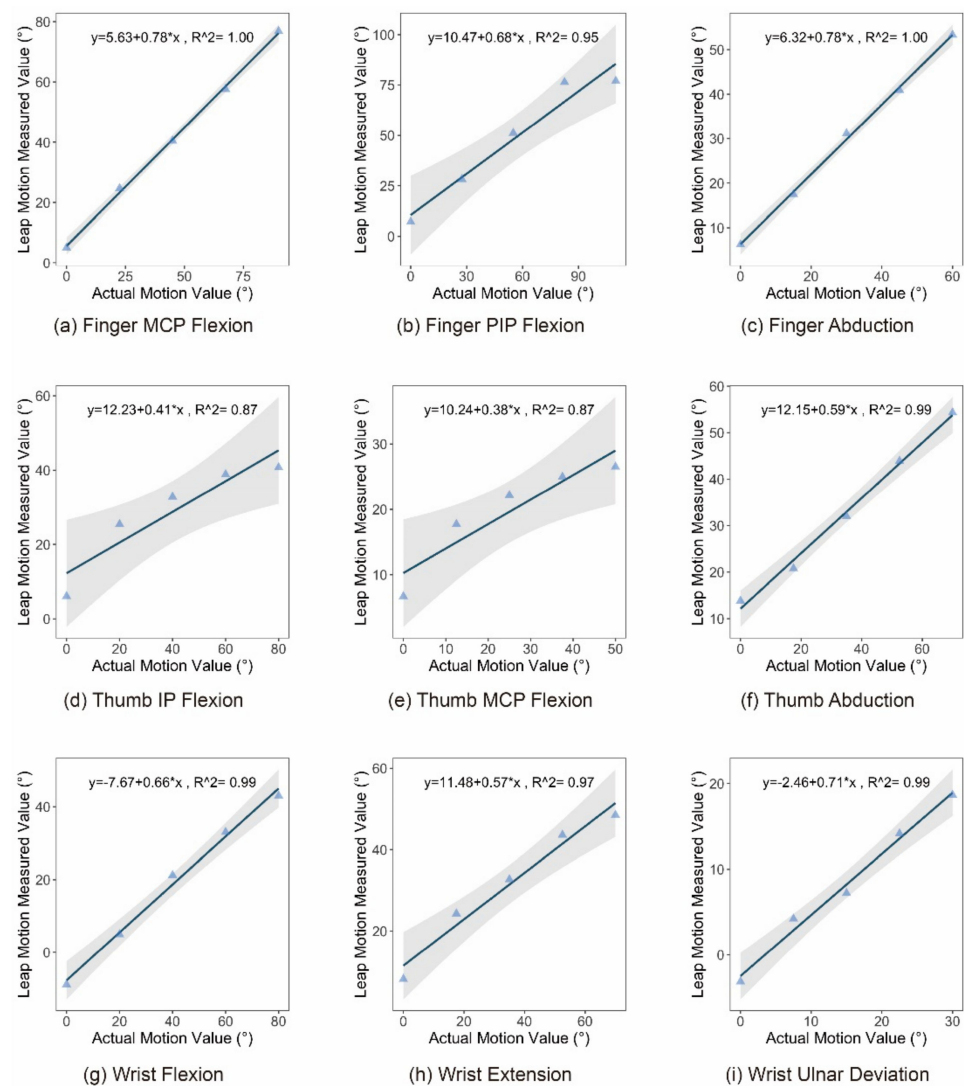 y=5.63+0.78*x , R^2= 1.00
80
60
40
20
0
0 25 50 75
Leap Motion Measured Value (°)
Actual Motion Value (°)
(a) Finger MCP Flexion
y=10.47+0.68*x , R^2= 0.95
100
75
50
25
0
0 30 60 90
Leap Motion Measured Value (°)
Actual Motion Value (°)
(b) Finger PIP Flexion
y=6.32+0.78*x , R^2= 1.00
50
40
30
20
10
0 20 40 60
Leap Motion Measured Value (°)
Actual Motion Value (°)
(c) Finger Abduction
y=12.23+0.41*x , R^2= 0.87
60
40
20
0
0 20 40 60 80
Leap Motion Measured Value (°)
Actual Motion Value (°)
(d) Thumb IP Flexion
y=10.24+0.38*x , R^2= 0.87
30
20
10
0 10 20 30 40 50
Leap Motion Measured Value (°)
Actual Motion Value (°)
(e) Thumb MCP Flexion
y=12.15+0.59*x , R^2= 0.99
60
50
40
30
20
10
0 20 40 60
Leap Motion Measured Value (°)
Actual Motion Value (°)
(f) Thumb Abduction
y=-7.67+0.66*x , R^2= 0.99
40
20
0
0 20 40 60 80
Leap Motion Measured Value (°)
Actual Motion Value (°)
(g) Wrist Flexion
y=11.48+0.57*x , R^2= 0.97
60
40
20
0 20 40 60
Leap Motion Measured Value (°)
Actual Motion Value (°)
(h) Wrist Extension
y=-2.46+0.71*x , R^2= 0.99
20
10
0
0 10 20 30
Leap Motion Measured Value (°)
Actual Motion Value (°)
(i) Wrist Ulnar Deviation